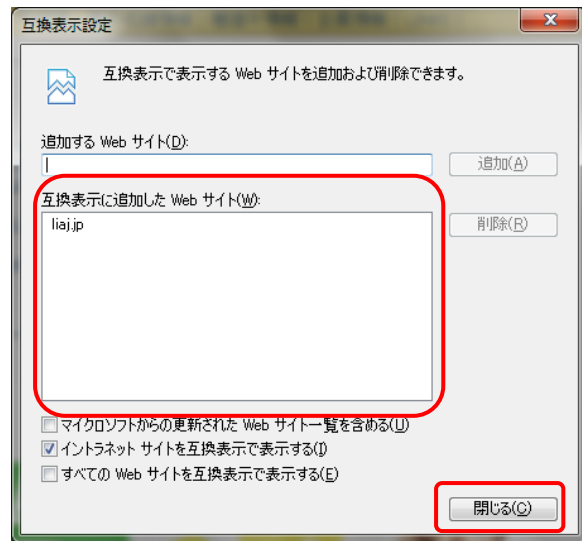 互換表示設定
互換表示で表示する Web サイトを追加および削除できます。
追加する Web サイト(D):
追加(A)
互換表示に追加した Web サイト(W):
liaj.jp
削除(R)
マイクロソフトからの更新された Web サイト一覧を含める(U)
イントラネット サイトを互換表示で表示する(I)
すべての Web サイトを互換表示で表示する(E)
閉じる(C)